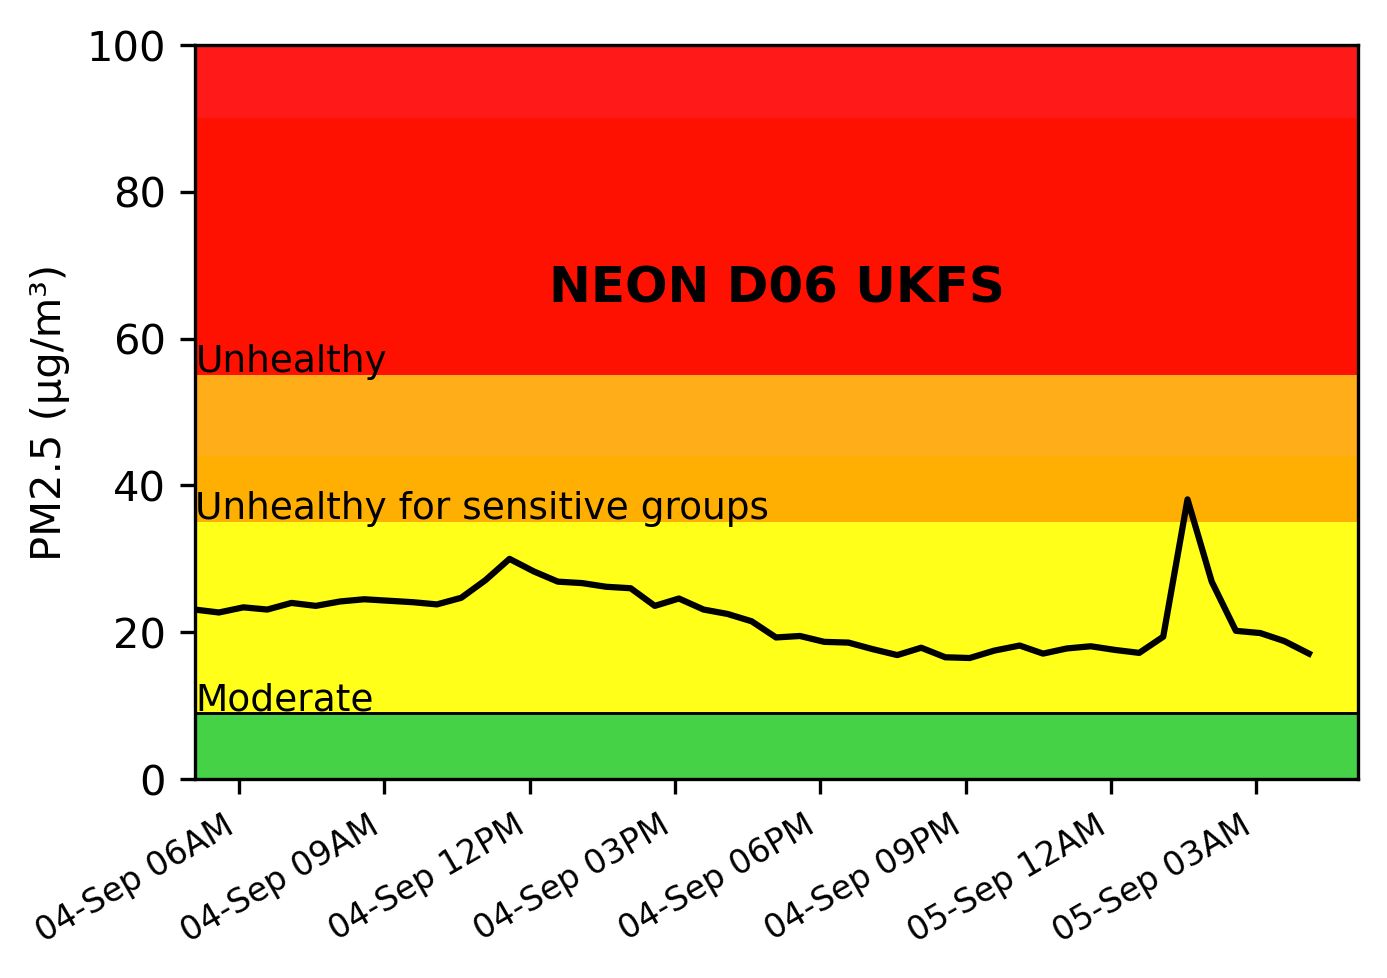 100
80
60
40
20
0
PM2.5 (µg/m³)
NEON D06 UKFS
Unhealthy
Unhealthy for sensitive groups
Moderate
04-Sep 06AM
04-Sep 09AM
04-Sep 12PM
04-Sep 03PM
04-Sep 06PM
04-Sep 09PM
05-Sep 12AM
05-Sep 03AM